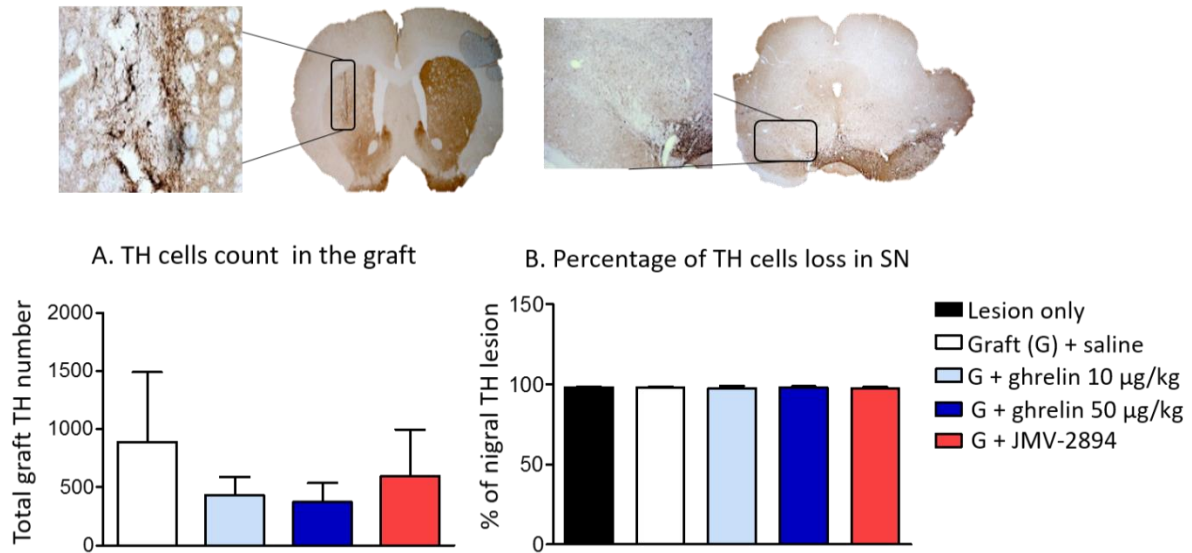 A. TH cells count in the graft
Total graft TH number
2000
1500
1000
500
0
B. Percentage of TH cells loss in SN
% of nigral TH lesion
150
100
50
0
Lesion only
Graft (G) + saline
G + ghrelin 10 µg/kg
G + ghrelin 50 µg/kg
G + JMV-2894